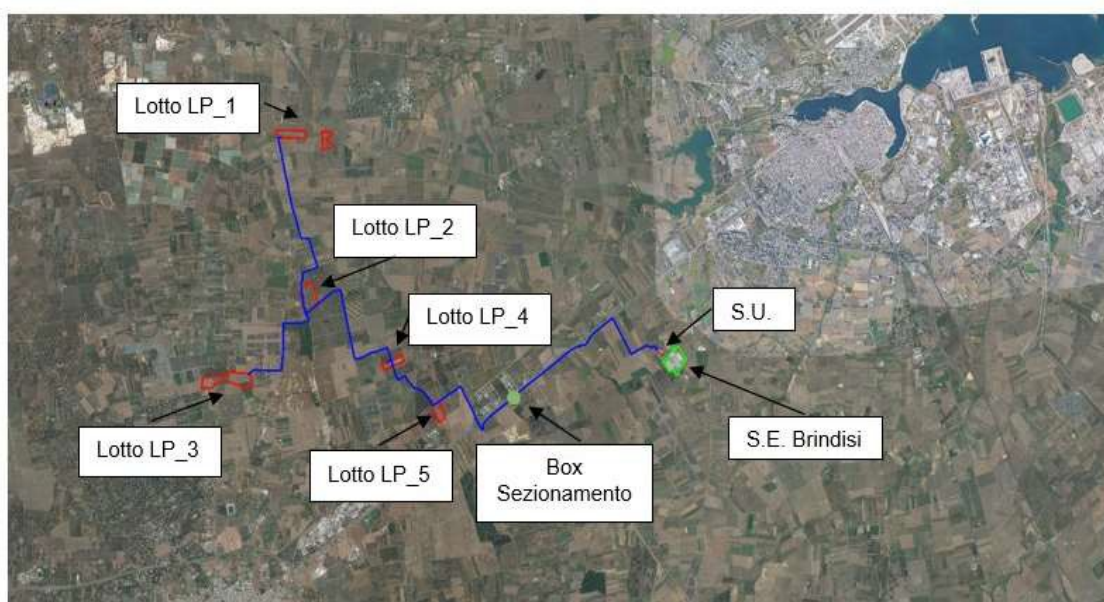 Lotto LP_1
Lotto LP_2
Lotto LP_4
S.U.
Lotto LP_3
Lotto LP_5
Box
Sezionamento
S.E. Brindisi